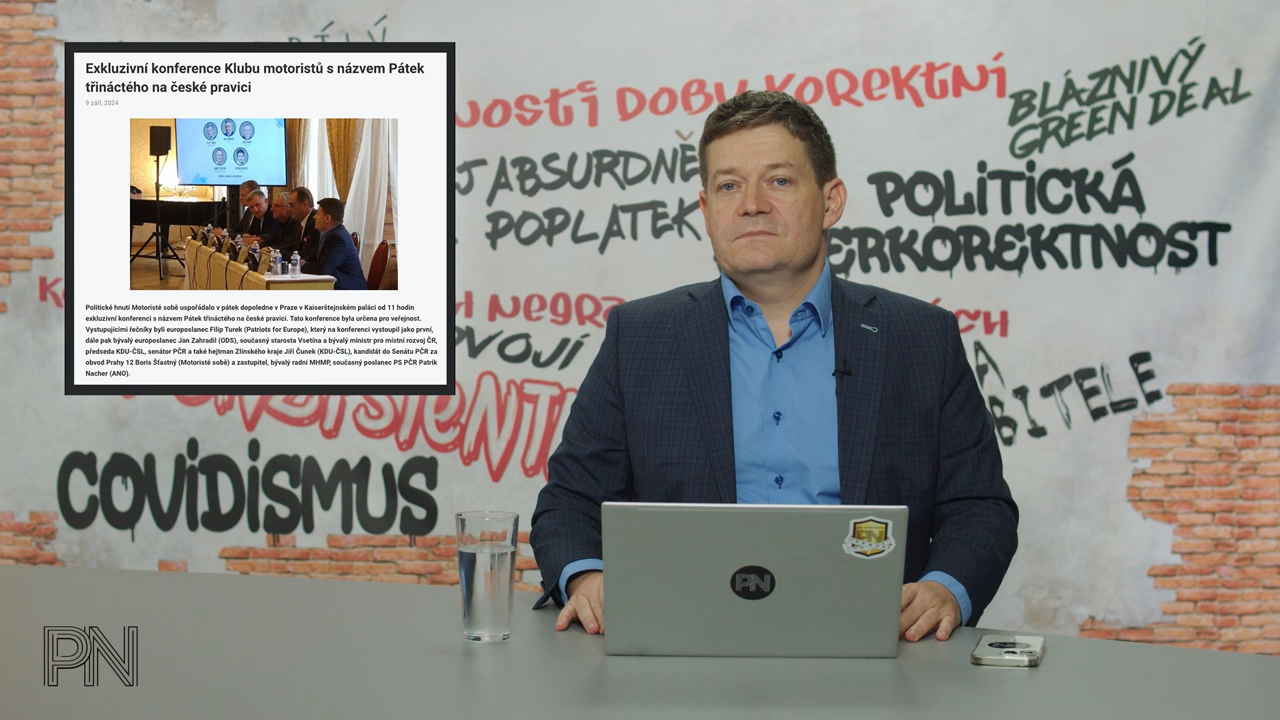 Exkluzivní konference Klubu motoristů s názvem Pátek
třináctého na české pravici
9 září, 2024
Politické hnutí Motoristé sobě uspořádalo v pátek dopoledne v Praze v Kaiserštejnském paláci od 11 hodin
exkluzivní konferenci s názvem Pátek třináctého na české pravici. Tato konference byla určena pro veřejnost.
Vystupujícími řečníky byli europoslanec Filip Turek (Patriots for Europe), který na konferenci vystoupil jako první,
dále pak bývalý europoslanec Jan Zahradil (ODS), současný starosta Vsetína a bývalý ministr pro místní rozvoj ČR,
předseda KDU-ČSL, senátor PČR a také hejtman Zlínského kraje Jiří Čunek (KDU-ČSL), kandidát do Senátu PČR za
obvod Prahy 12 Boris Šťastný (Motoristé sobě) a zastupitel, bývalý radní MHMP, současný poslanec PS PČR Patrik
Nacher (ANO).
DOBY KOREKTNÍ
BLÁZNIVÝ
GREEN DEAL
ABSURDNĚ
POPLATEK
POLITICKÁ
COVIDISMUS
PN
PN